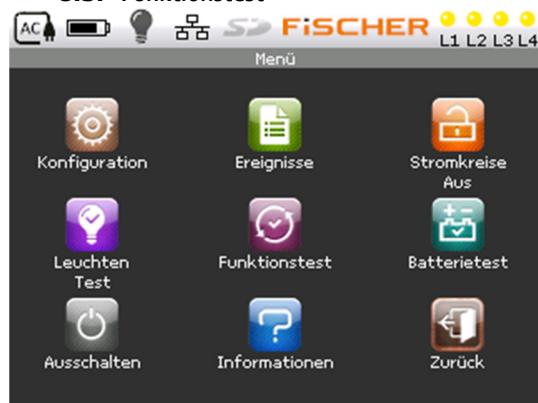 Funktionstest
AC FiSCHER L1 L2 L3 L4
Menü
Konfiguration Ereignisse Stromkreise
Aus
Leuchten Funktionstest Batterietest
Test
Ausschalten Informationen Zurück